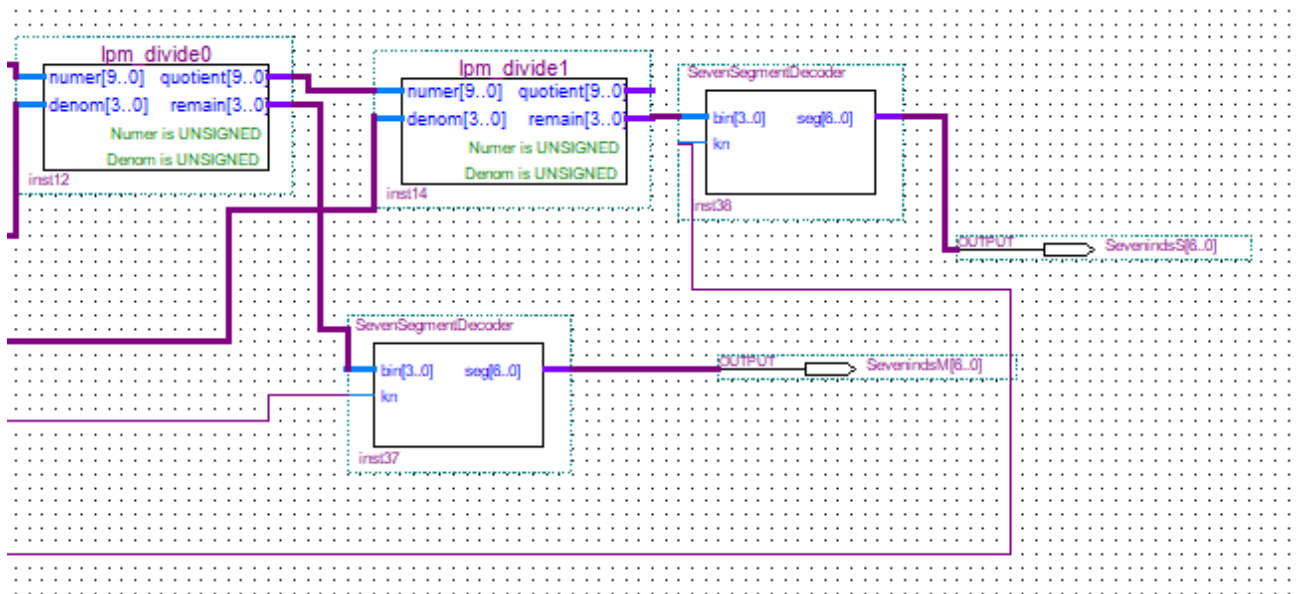 lpm_divide0
numer[9..0] quotient[9..0]
denom[3..0] remain[3..0]
Numer is UNSIGNED
Denom is UNSIGNED
inst12
lpm_divide1
numer[9..0] quotient[9..0]
denom[3..0] remain[3..0]
Numer is UNSIGNED
Denom is UNSIGNED
inst14
SevenSegmentDecoder
bin[3..0] seg[6..0]
kn
inst38
OUTPUT SevenindsS[6..0]
SevenSegmentDecoder
bin[3..0] seg[6..0]
kn
inst37
OUTPUT SevenindsM[6..0]